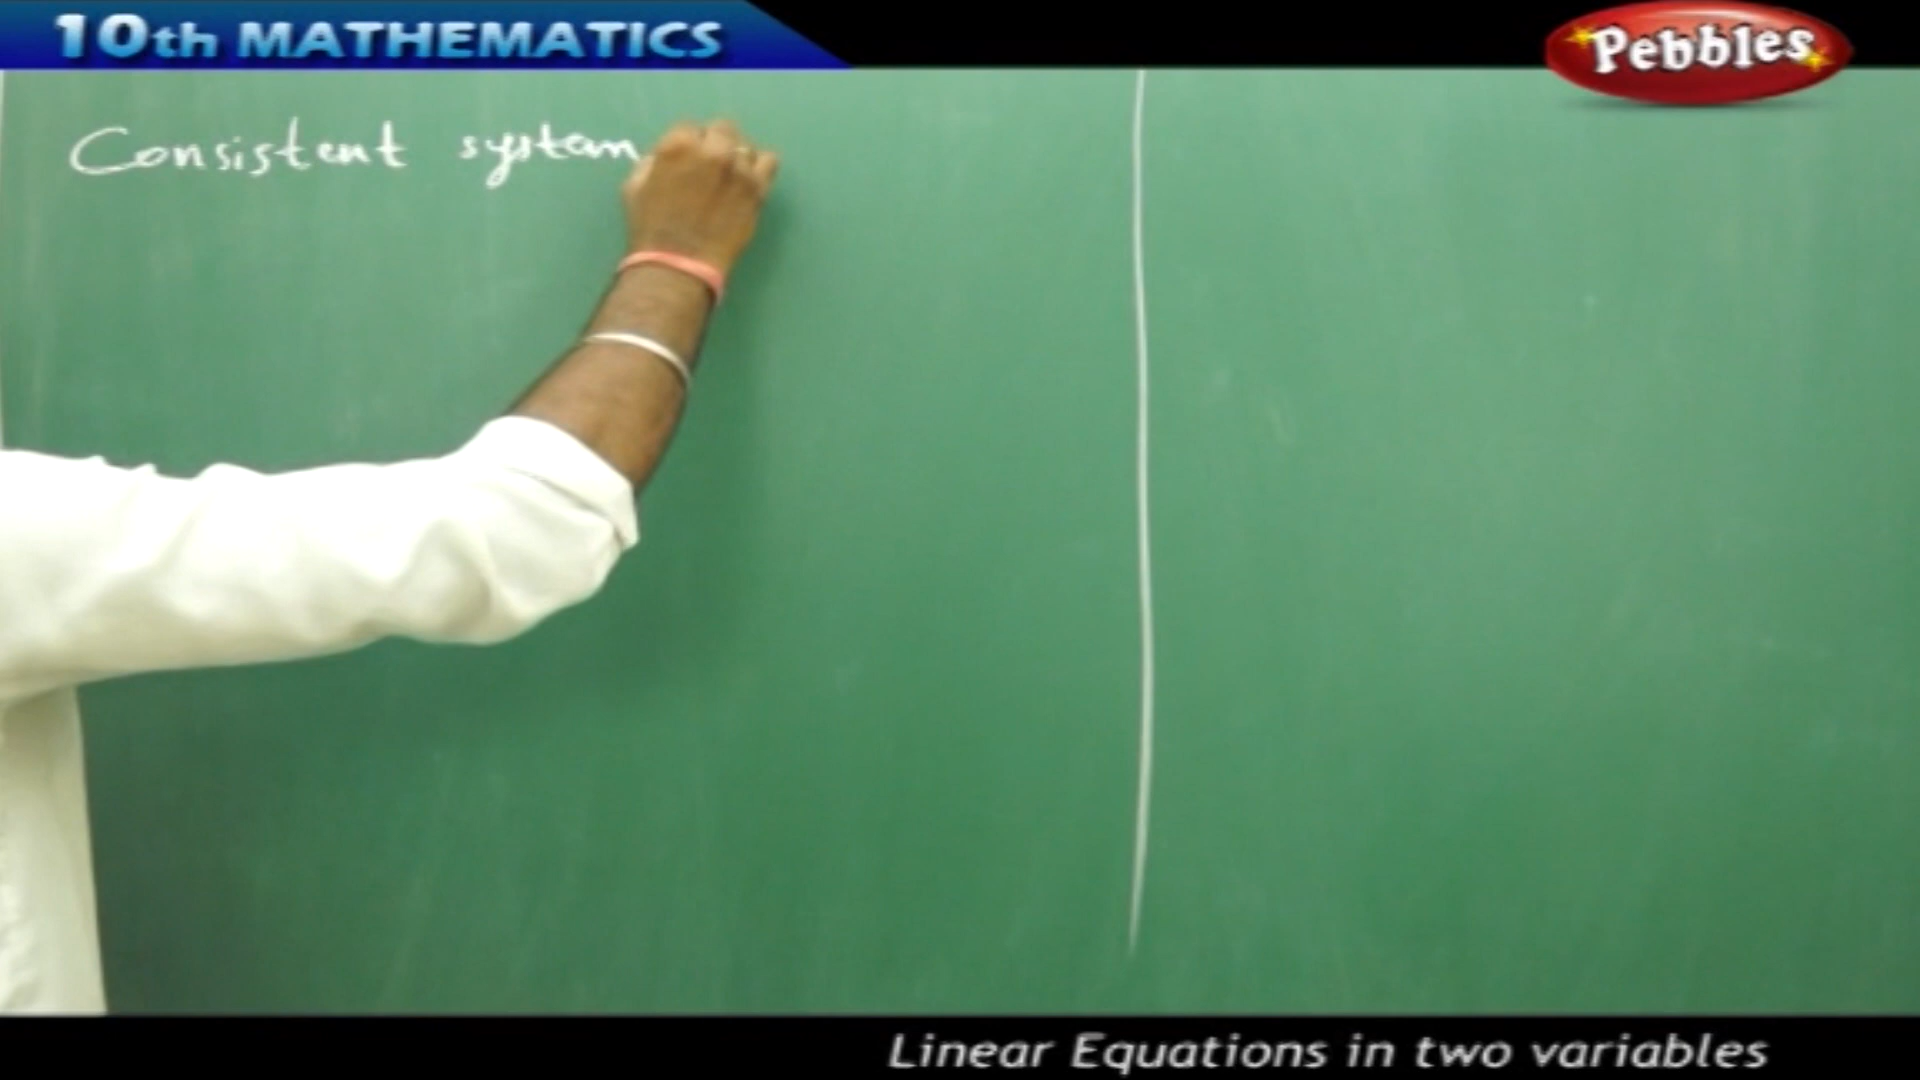 10th MATHEMATICS
Pebbles
Consistent system
Linear Equations in two variables